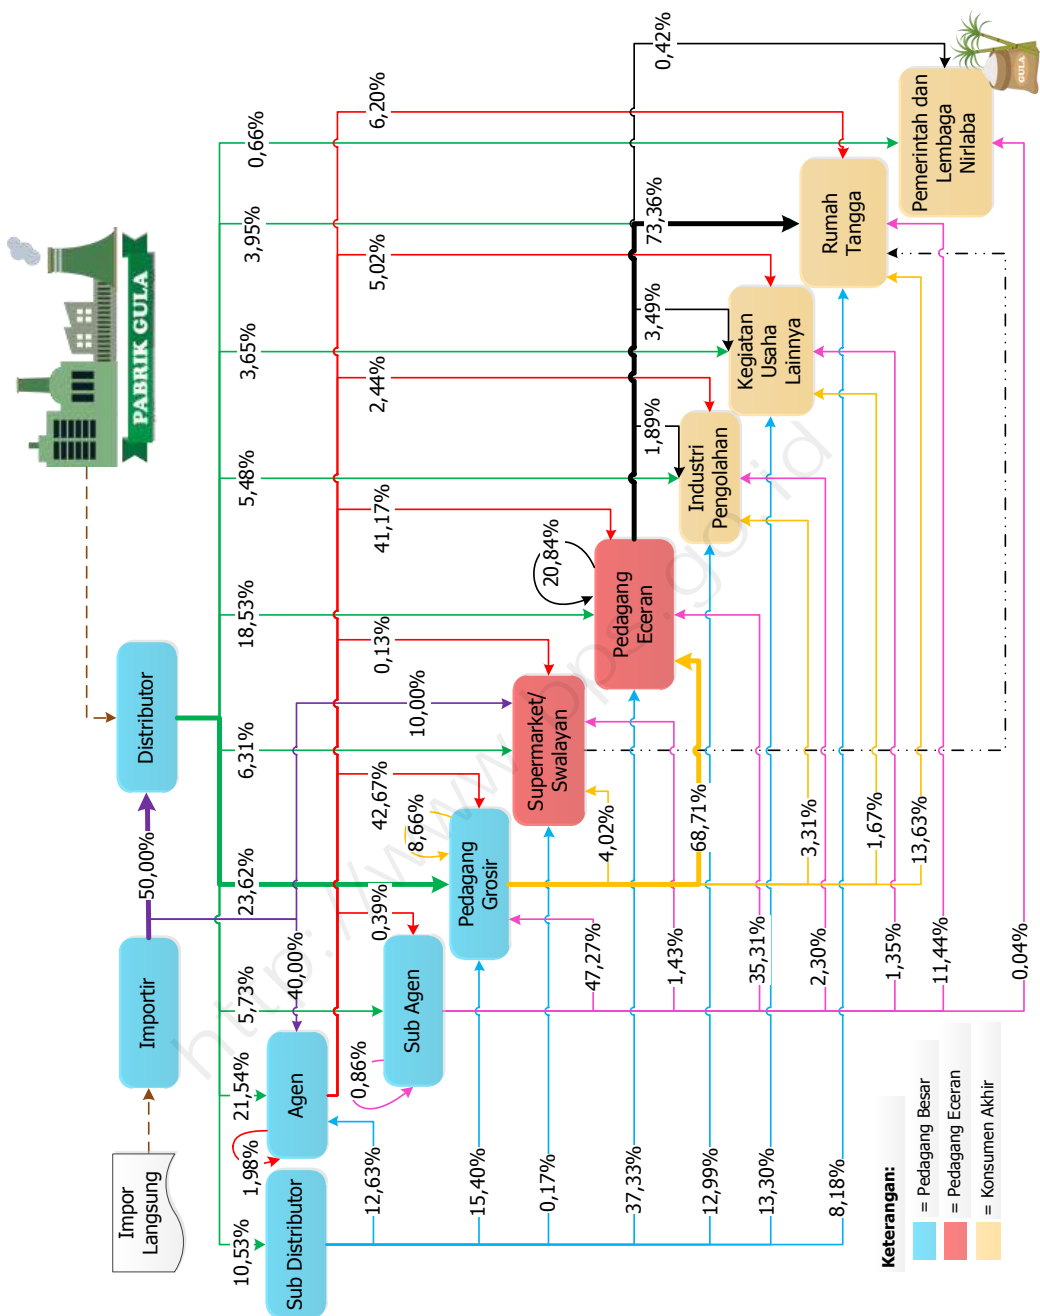 Impor
Langsung
Importir
50,00%
Distributor
PABRIK GULA
10,53%
21,54%
5,73%
23,62%
6,31%
18,53%
5,48%
3,65%
3,95%
0,66%
Sub Distributor
1,98%
Agen
40,00%
10,00%
12,63%
0,39%
42,67%
0,13%
41,17%
2,44%
5,02%
6,20%
0,86%
Sub Agen
15,40%
Pedagang
Grosir
8,66%
0,17%
Supermarket/
Swalayan
47,27%
4,02%
37,33%
Pedagang
Eceran
20,84%
1,43%
68,71%
1,89%
3,49%
73,36%
0,42%
12,99%
Industri
Pengolahan
35,31%
13,30%
Kegiatan
Usaha
Lainnya
2,30%
3,31%
8,18%
Rumah
Tangga
1,35%
1,67%
11,44%
13,63%
Pemerintah dan
Lembaga
Nirlaba
0,04%
GULA
Keterangan:
= Pedagang Besar
= Pedagang Eceran
= Konsumen Akhir
http://www.bps.go.id